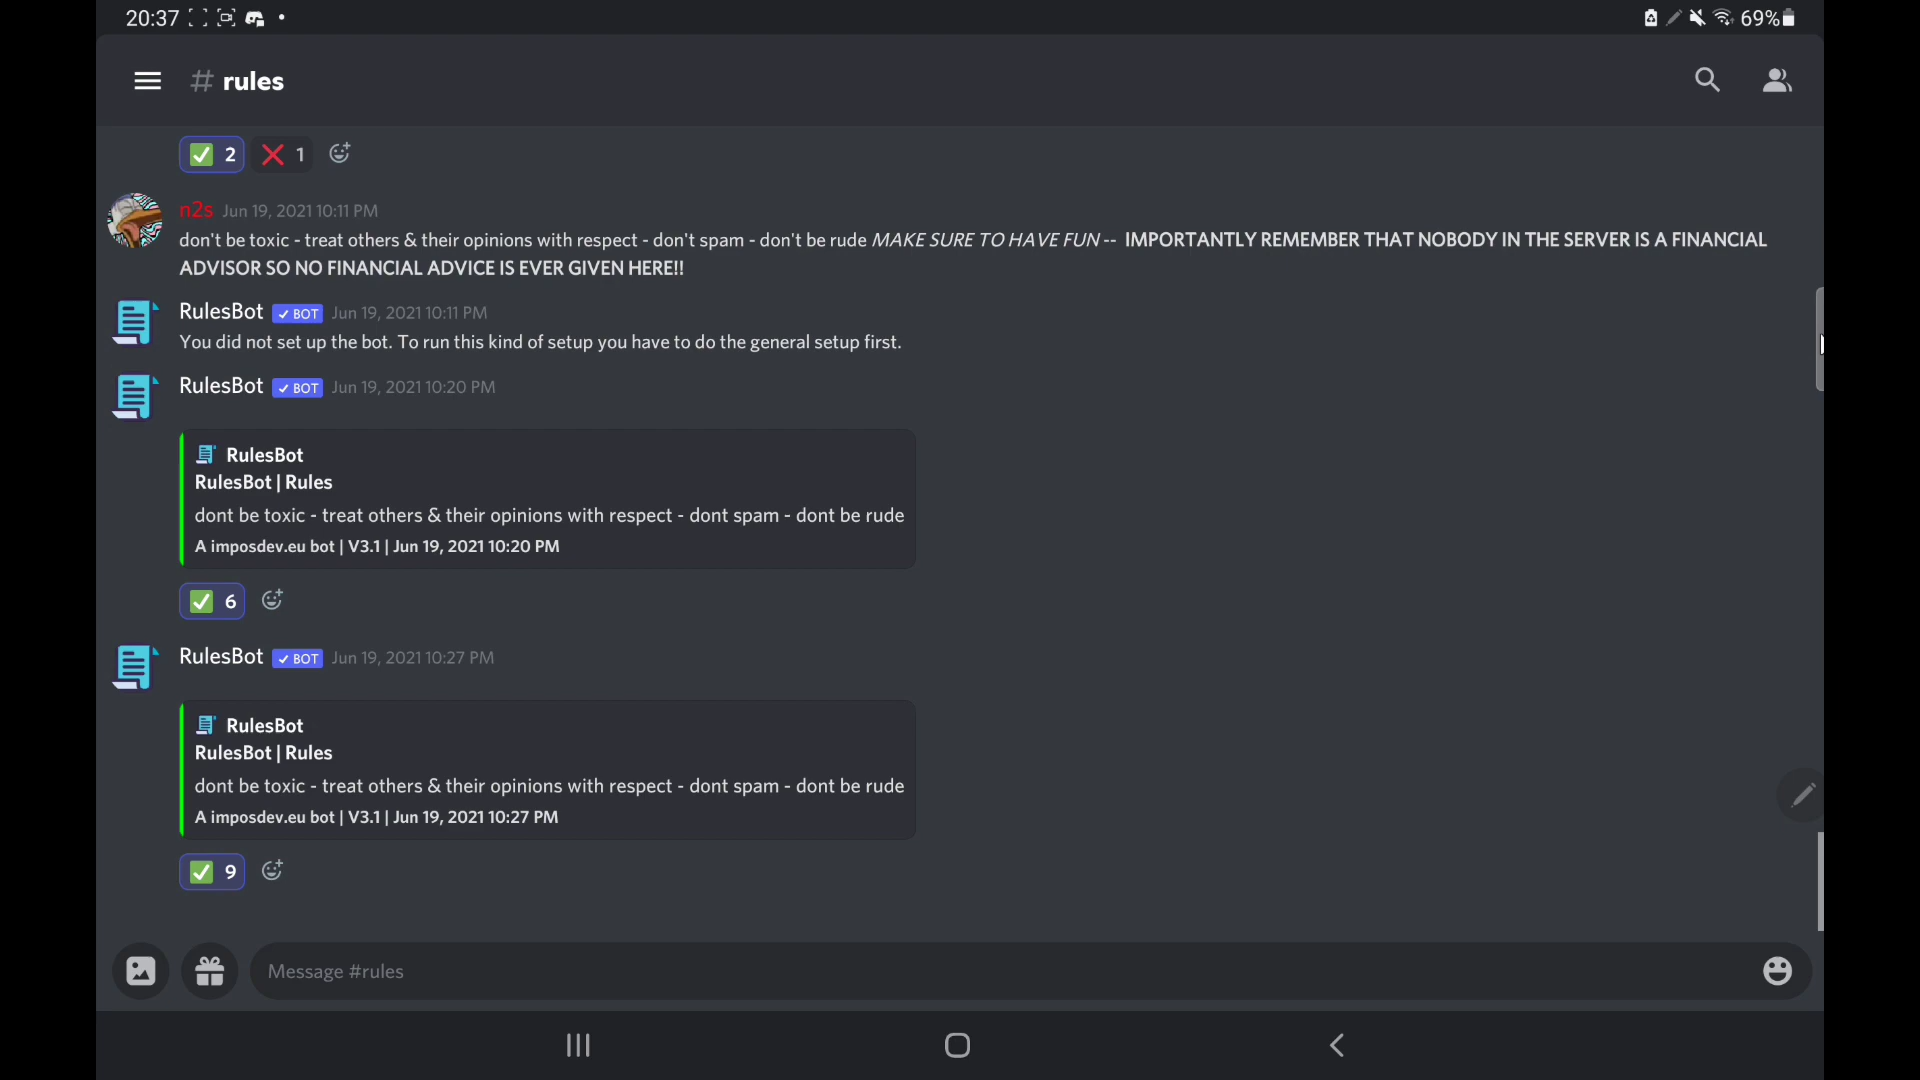 20:37
69%
# rules
2 1
n2s Jun 19, 2021 10:11 PM
don't be toxic - treat others & their opinions with respect - don't spam - don't be rude MAKE SURE TO HAVE FUN -- IMPORTANTLY REMEMBER THAT NOBODY IN THE SERVER IS A FINANCIAL
ADVISOR SO NO FINANCIAL ADVICE IS EVER GIVEN HERE!!
RulesBot BOT Jun 19, 2021 10:11 PM
You did not set up the bot. To run this kind of setup you have to do the general setup first.
RulesBot BOT Jun 19, 2021 10:20 PM
RulesBot
RulesBot | Rules
dont be toxic - treat others & their opinions with respect - dont spam - dont be rude
A imposdev.eu bot | V3.1 | Jun 19, 2021 10:20 PM
6
RulesBot BOT Jun 19, 2021 10:27 PM
RulesBot
RulesBot | Rules
dont be toxic - treat others & their opinions with respect - dont spam - dont be rude
A imposdev.eu bot | V3.1 | Jun 19, 2021 10:27 PM
9
Message #rules